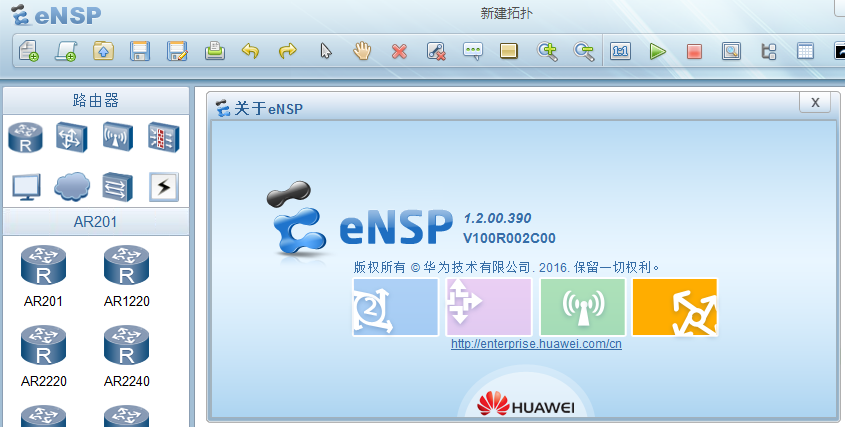 eNSP
新建拓扑
1:1
路由器
AR201
R
AR201
R
AR1220
R
AR2220
R
AR2240
关于eNSP
X
eNSP
1.2.00.390
V100R002C00
版权所有 © 华为技术有限公司. 2016. 保留一切权利。
2
http://enterprise.huawei.com/cn
HUAWEI